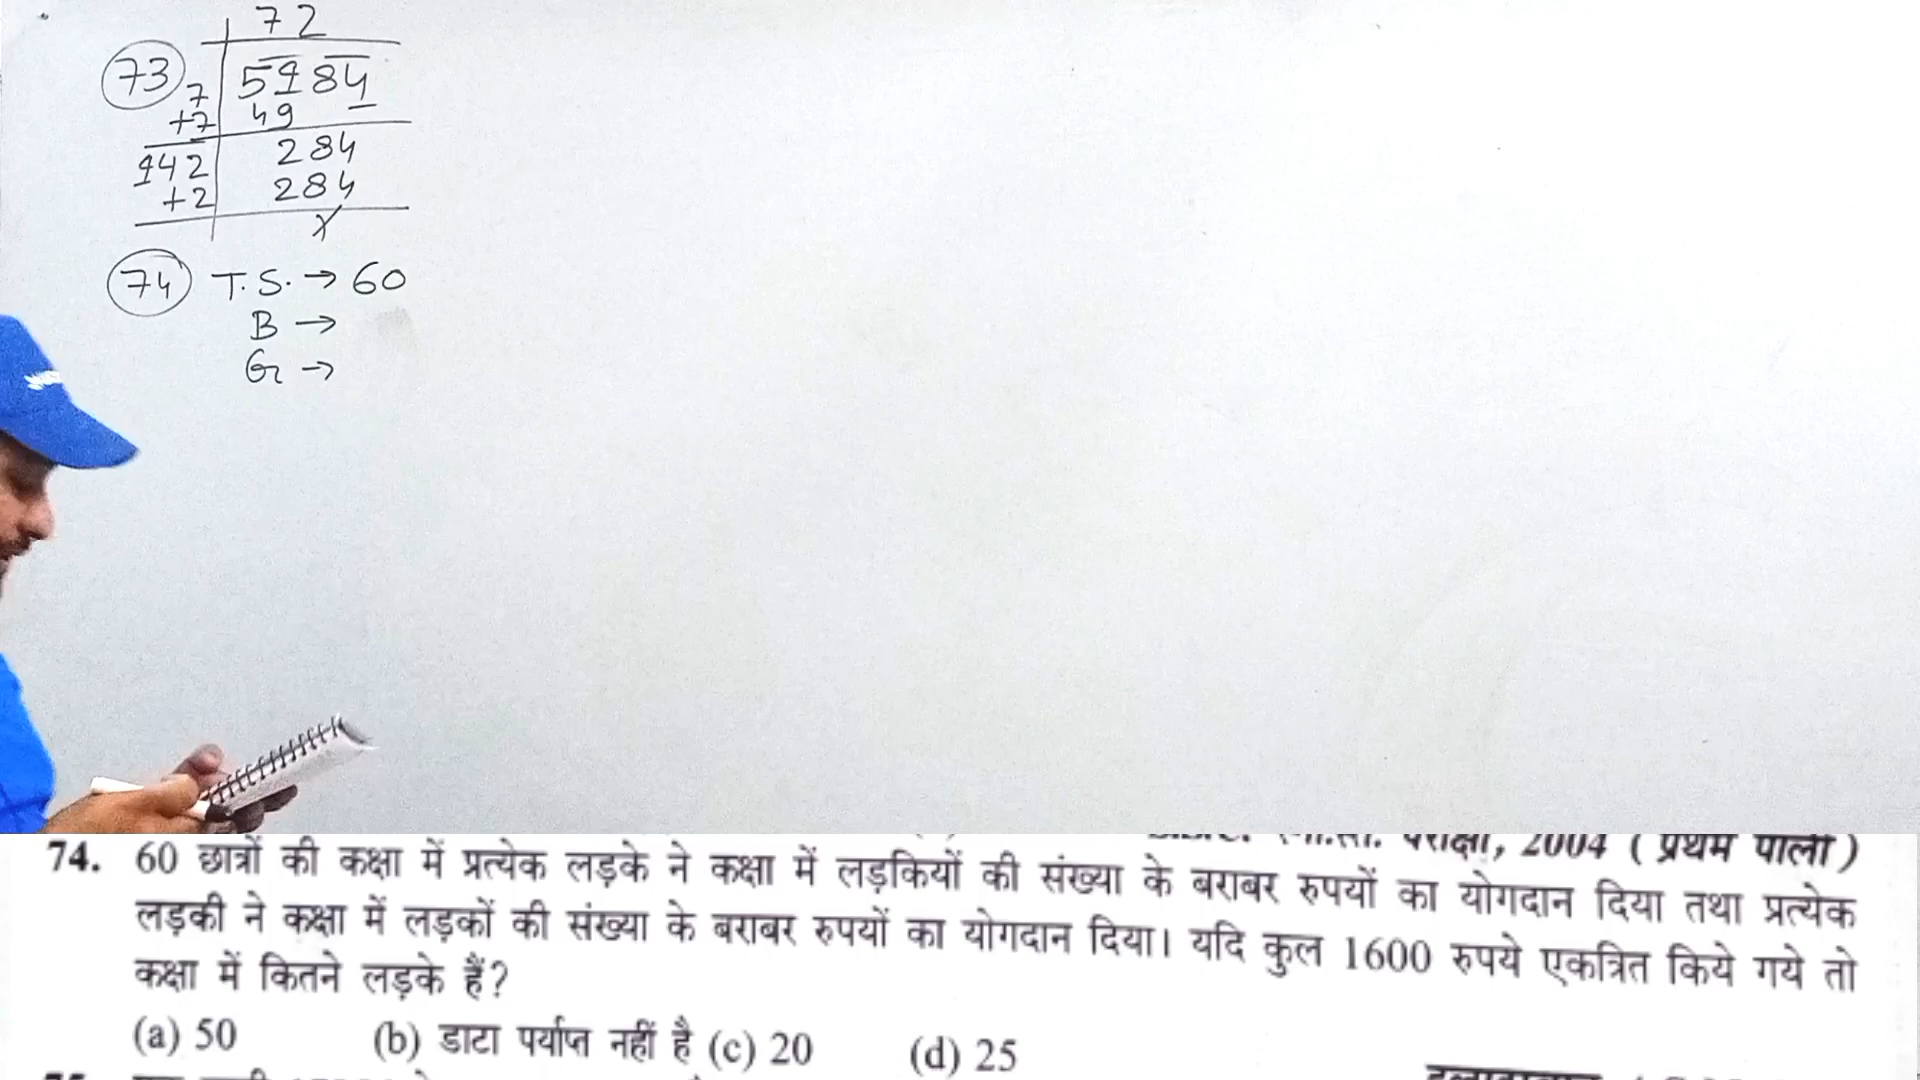 72
73 7 5184
+7 49
142 284
+2 284
x
74 T.S. → 60
B →
G →
परीक्षा, 2004 ( प्रथम पाली )
74. 60 छात्रों की कक्षा में प्रत्येक लड़के ने कक्षा में लड़कियों की संख्या के बराबर रुपयों का योगदान दिया तथा प्रत्येक
लड़की ने कक्षा में लड़कों की संख्या के बराबर रुपयों का योगदान दिया। यदि कुल 1600 रुपये एकत्रित किये गये तो
कक्षा में कितने लड़के हैं?
(a) 50 (b) डाटा पर्याप्त नहीं है (c) 20 (d) 25